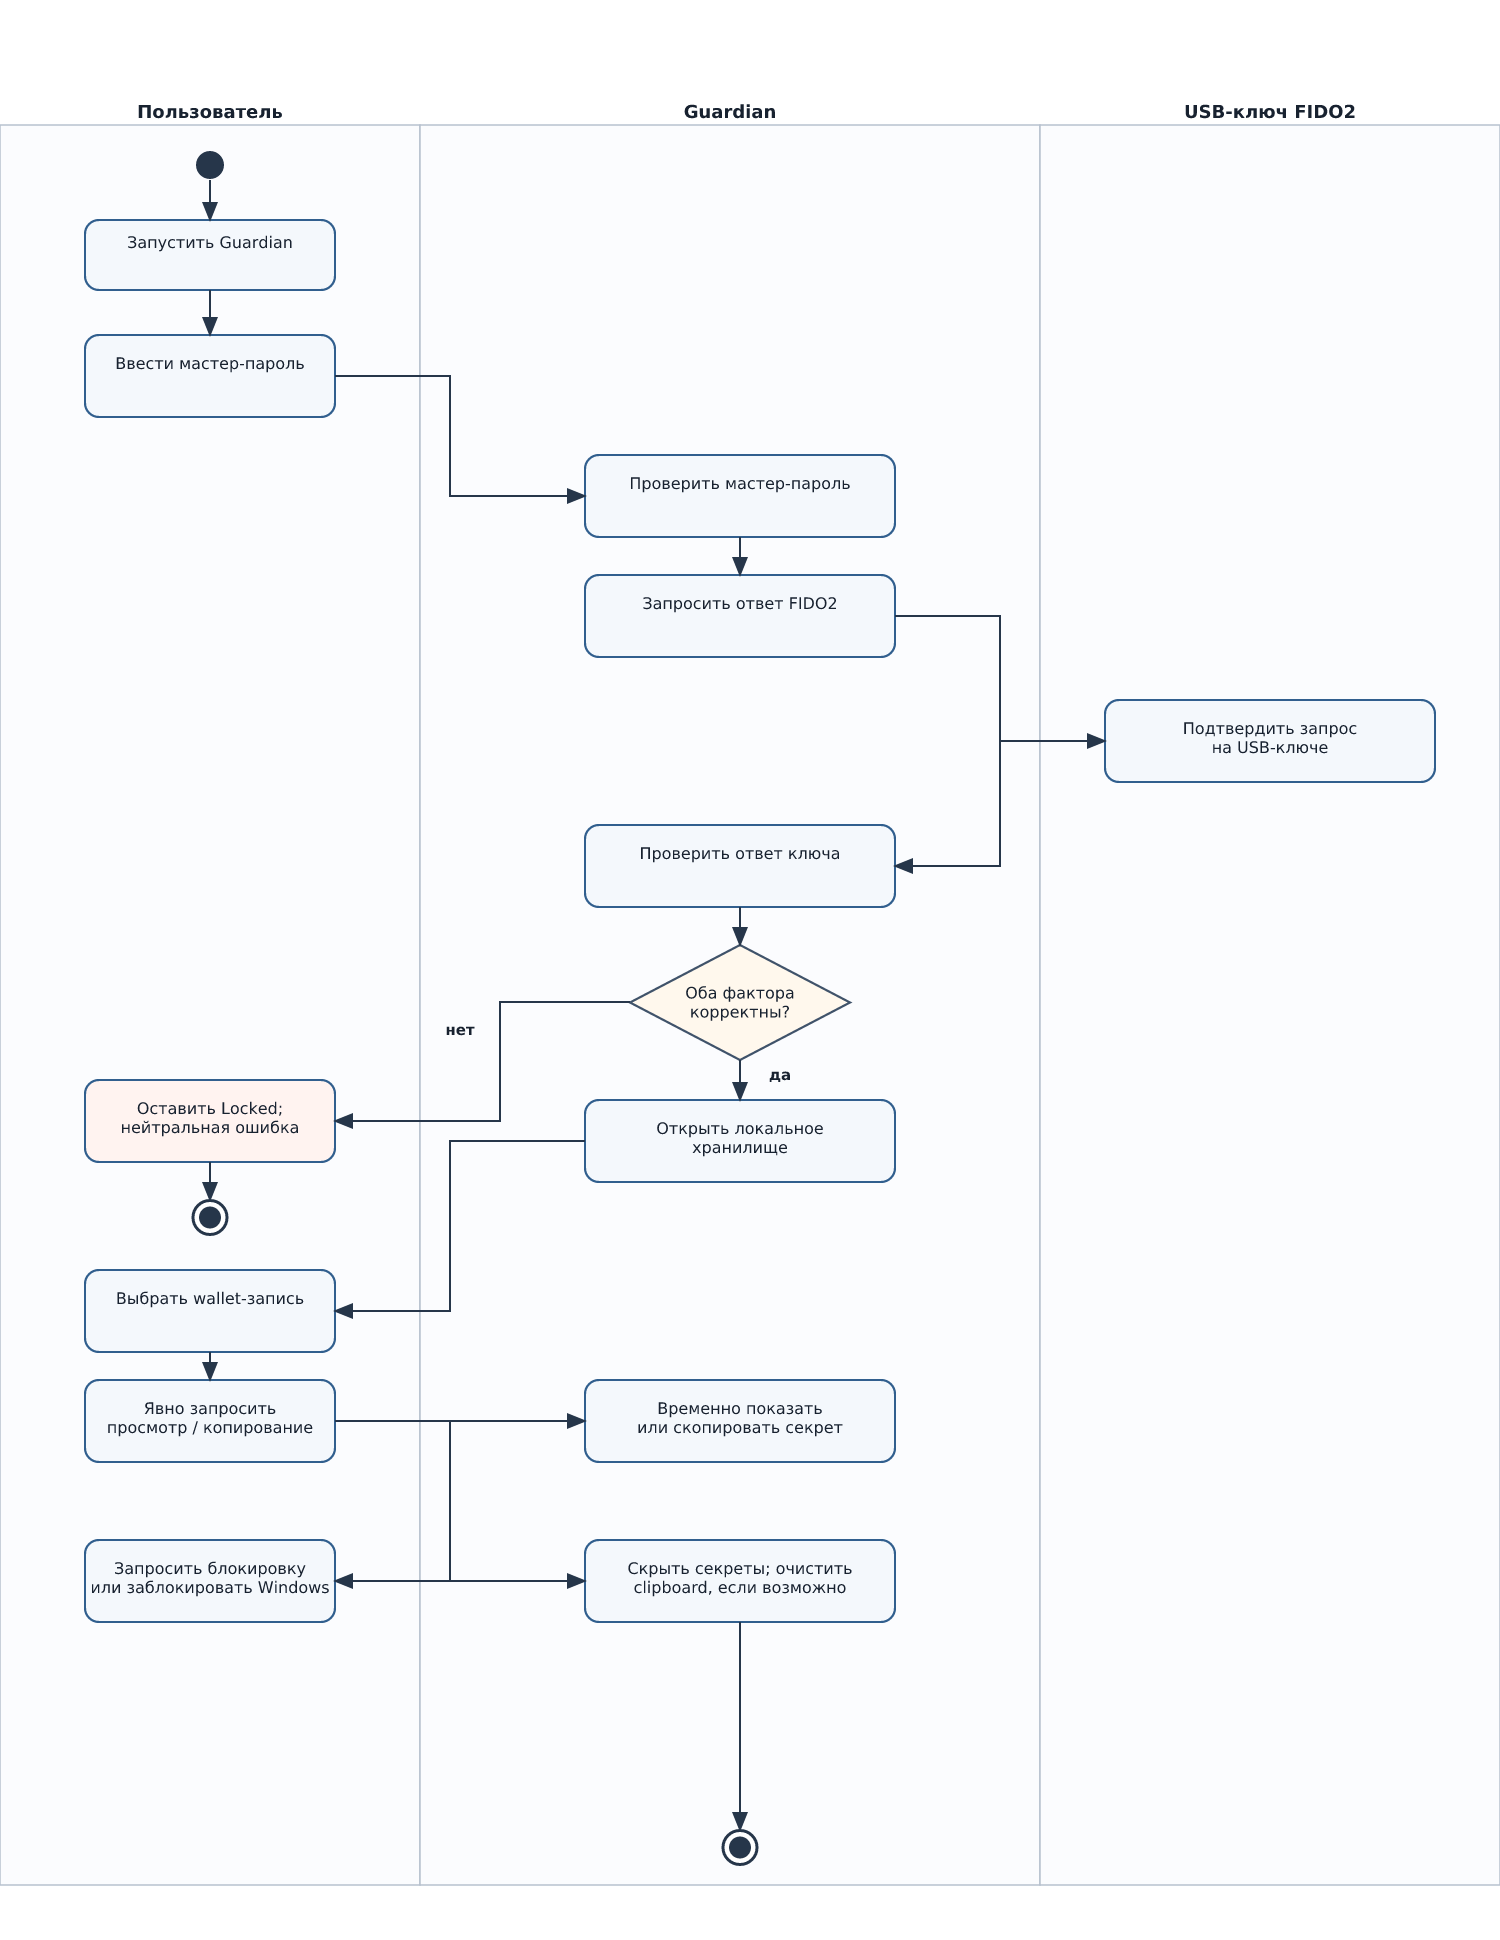 Пользователь
Guardian
USB-ключ FIDO2
Запустить Guardian
Ввести мастер-пароль
Проверить мастер-пароль
Запросить ответ FIDO2
Подтвердить запрос
на USB-ключе
Проверить ответ ключа
Оба фактора
корректны?
нет
да
Оставить Locked;
нейтральная ошибка
Открыть локальное
хранилище
Выбрать wallet-запись
Явно запросить
просмотр / копирование
Временно показать
или скопировать секрет
Запросить блокировку
или заблокировать Windows
Скрыть секреты; очистить
clipboard, если возможно